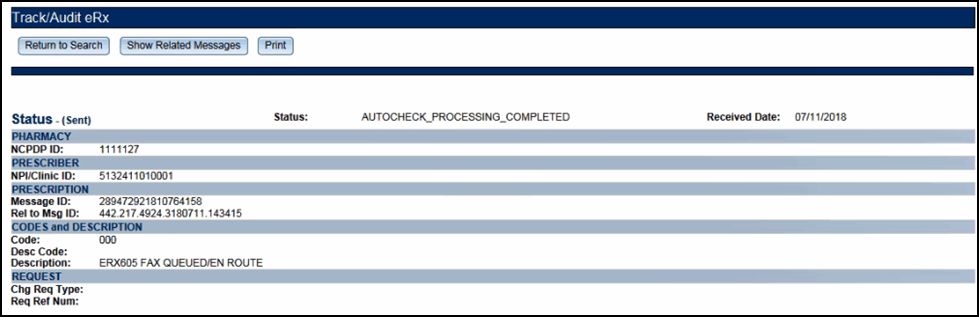 Track/Audit eRx
Return to Search Show Related Messages Print
Status - (Sent) Status: AUTOCHECK_PROCESSING_COMPLETED Received Date: 07/11/2018
PHARMACY
NCPDP ID: 1111127
PRESCRIBER
NPI/Clinic ID: 5132411010001
PRESCRIPTION
Message ID: 289472921810764158
Rel to Msg ID: 442.217.4924.3180711.143415
CODES and DESCRIPTION
Code: 000
Desc Code:
Description: ERX605 FAX QUEUED/EN ROUTE
REQUEST
Chg Req Type:
Req Ref Num: